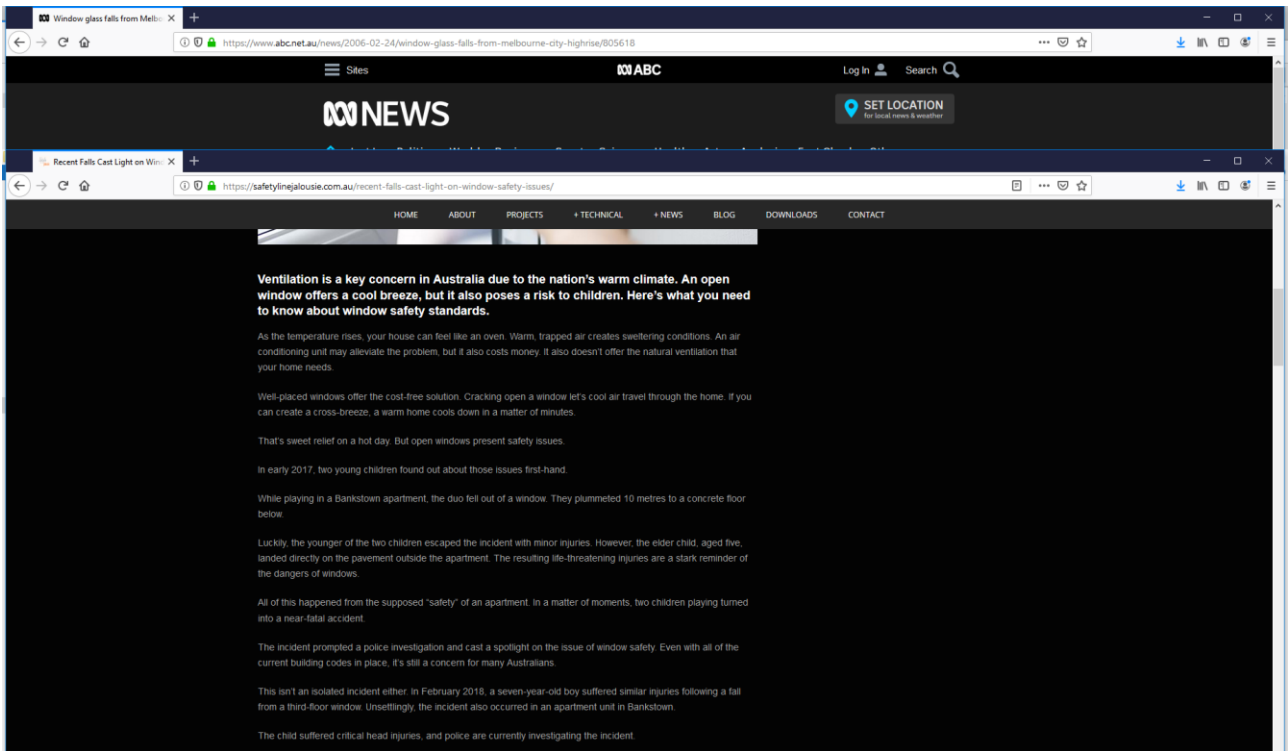 Window glass falls from Melbo
https://www.abc.net.au/news/2006-02-24/window-glass-falls-from-melbourne-city-highrise/805618
Sites
ABC
Log In
Search
NEWS
SET LOCATION
for local news & weather
Recent Falls Cast Light on Wind
https://safetylinejalousie.com.au/recent-falls-cast-light-on-window-safety-issues/
HOME ABOUT PROJECTS + TECHNICAL + NEWS BLOG DOWNLOADS CONTACT
Ventilation is a key concern in Australia due to the nation's warm climate. An open
window offers a cool breeze, but it also poses a risk to children. Here's what you need
to know about window safety standards.
As the temperature rises, your house can feel like an oven. Warm, trapped air creates sweltering conditions. An air
conditioning unit may alleviate the problem, but it also costs money. It also doesn't offer the natural ventilation that
your home needs.
Well-placed windows offer the cost-free solution. Cracking open a window let's cool air travel through the home. If you
can create a cross-breeze, a warm home cools down in a matter of minutes.
That's sweet relief on a hot day. But open windows present safety issues.
In early 2017, two young children found out about those issues first-hand.
While playing in a Bankstown apartment, the duo fell out of a window. They plummeted 10 metres to a concrete floor
below.
Luckily, the younger of the two children escaped the incident with minor injuries. However, the elder child, aged five,
landed directly on the pavement outside the apartment. The resulting life-threatening injuries are a stark reminder of
the dangers of windows.
All of this happened from the supposed "safety" of an apartment. In a matter of moments, two children playing turned
into a near-fatal accident.
The incident prompted a police investigation and cast a spotlight on the issue of window safety. Even with all of the
current building codes in place, it's still a concern for many Australians.
This isn't an isolated incident either. In February 2018, a seven-year-old boy suffered similar injuries following a fall
from a third-floor window. Unsettlingly, the incident also occurred in an apartment unit in Bankstown.
The child suffered critical head injuries, and police are currently investigating the incident.